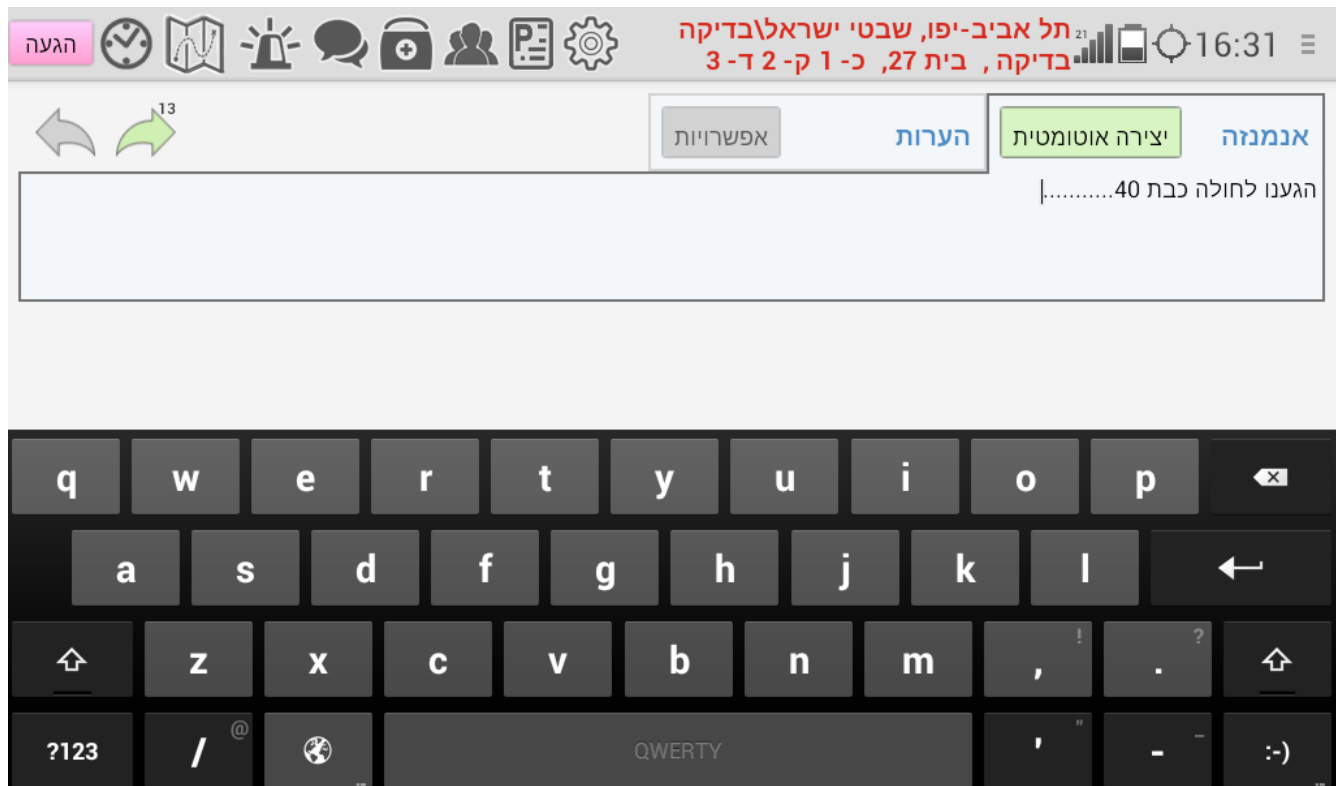 הגעה
תל אביב-יפו, שבטי ישראל\בדיקה
בדיקה , בית 27, כ- 1 ק- 2 ד- 3
21
16:31
13
אנמנזה
יצירה אוטומטית
הערות
אפשרויות
הגענו לחולה כבת 40...........
q w e r t y u i o p
a s d f g h j k l
z x c v b n m , ! . ?
?123 / @ QWERTY ' " - _ :-)